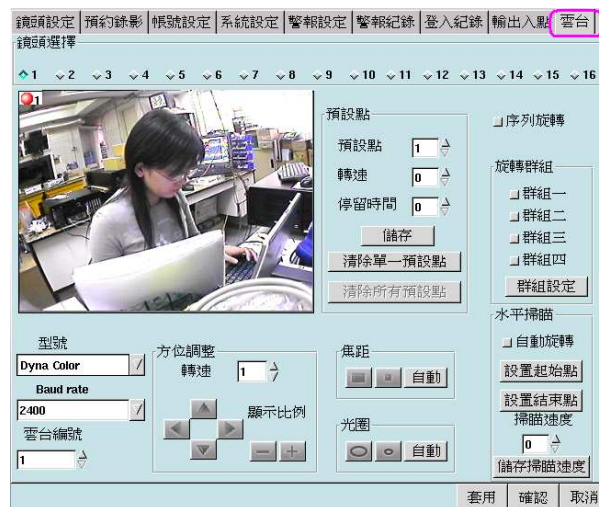 鏡頭設定 預約錄影 帳號設定 系統設定 警報設定 警報紀錄 登入紀錄 輸出入點 雲台
鏡頭選擇
1 2 3 4 5 6 7 8 9 10 11 12 13 14 15 16
1
預設點
預設點 1
轉速 0
停留時間 0
儲存
清除單一預設點
清除所有預設點
序列旋轉
旋轉群組
群組一
群組二
群組三
群組四
群組設定
水平掃瞄
自動旋轉
設置起始點
設置結束點
掃瞄速度
0
儲存掃瞄速度
型號
Dyna Color
Baud rate
2400
雲台編號
1
方位調整
轉速 1
顯示比例
焦距
自動
光圈
自動
套用 確認 取消